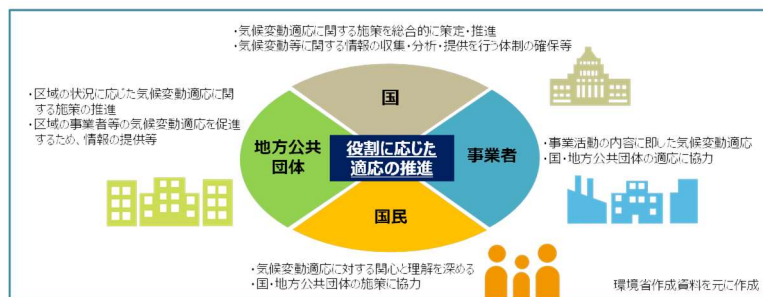 ・気候変動適応に関する施策を総合的に策定・推進
・気候変動等に関する情報の収集・分析・提供を行う体制の確保等
国
・区域の状況に応じた気候変動適応に関
する施策の推進
・区域の事業者等の気候変動適応を促進
するため、情報の提供等
地方公共
団体
役割に応じた
適応の推進
事業者
・事業活動の内容に即した気候変動適応
・国・地方公共団体の適応に協力
国民
・気候変動適応に対する関心と理解を深める
・国・地方公共団体の施策に協力
環境省作成資料を元に作成